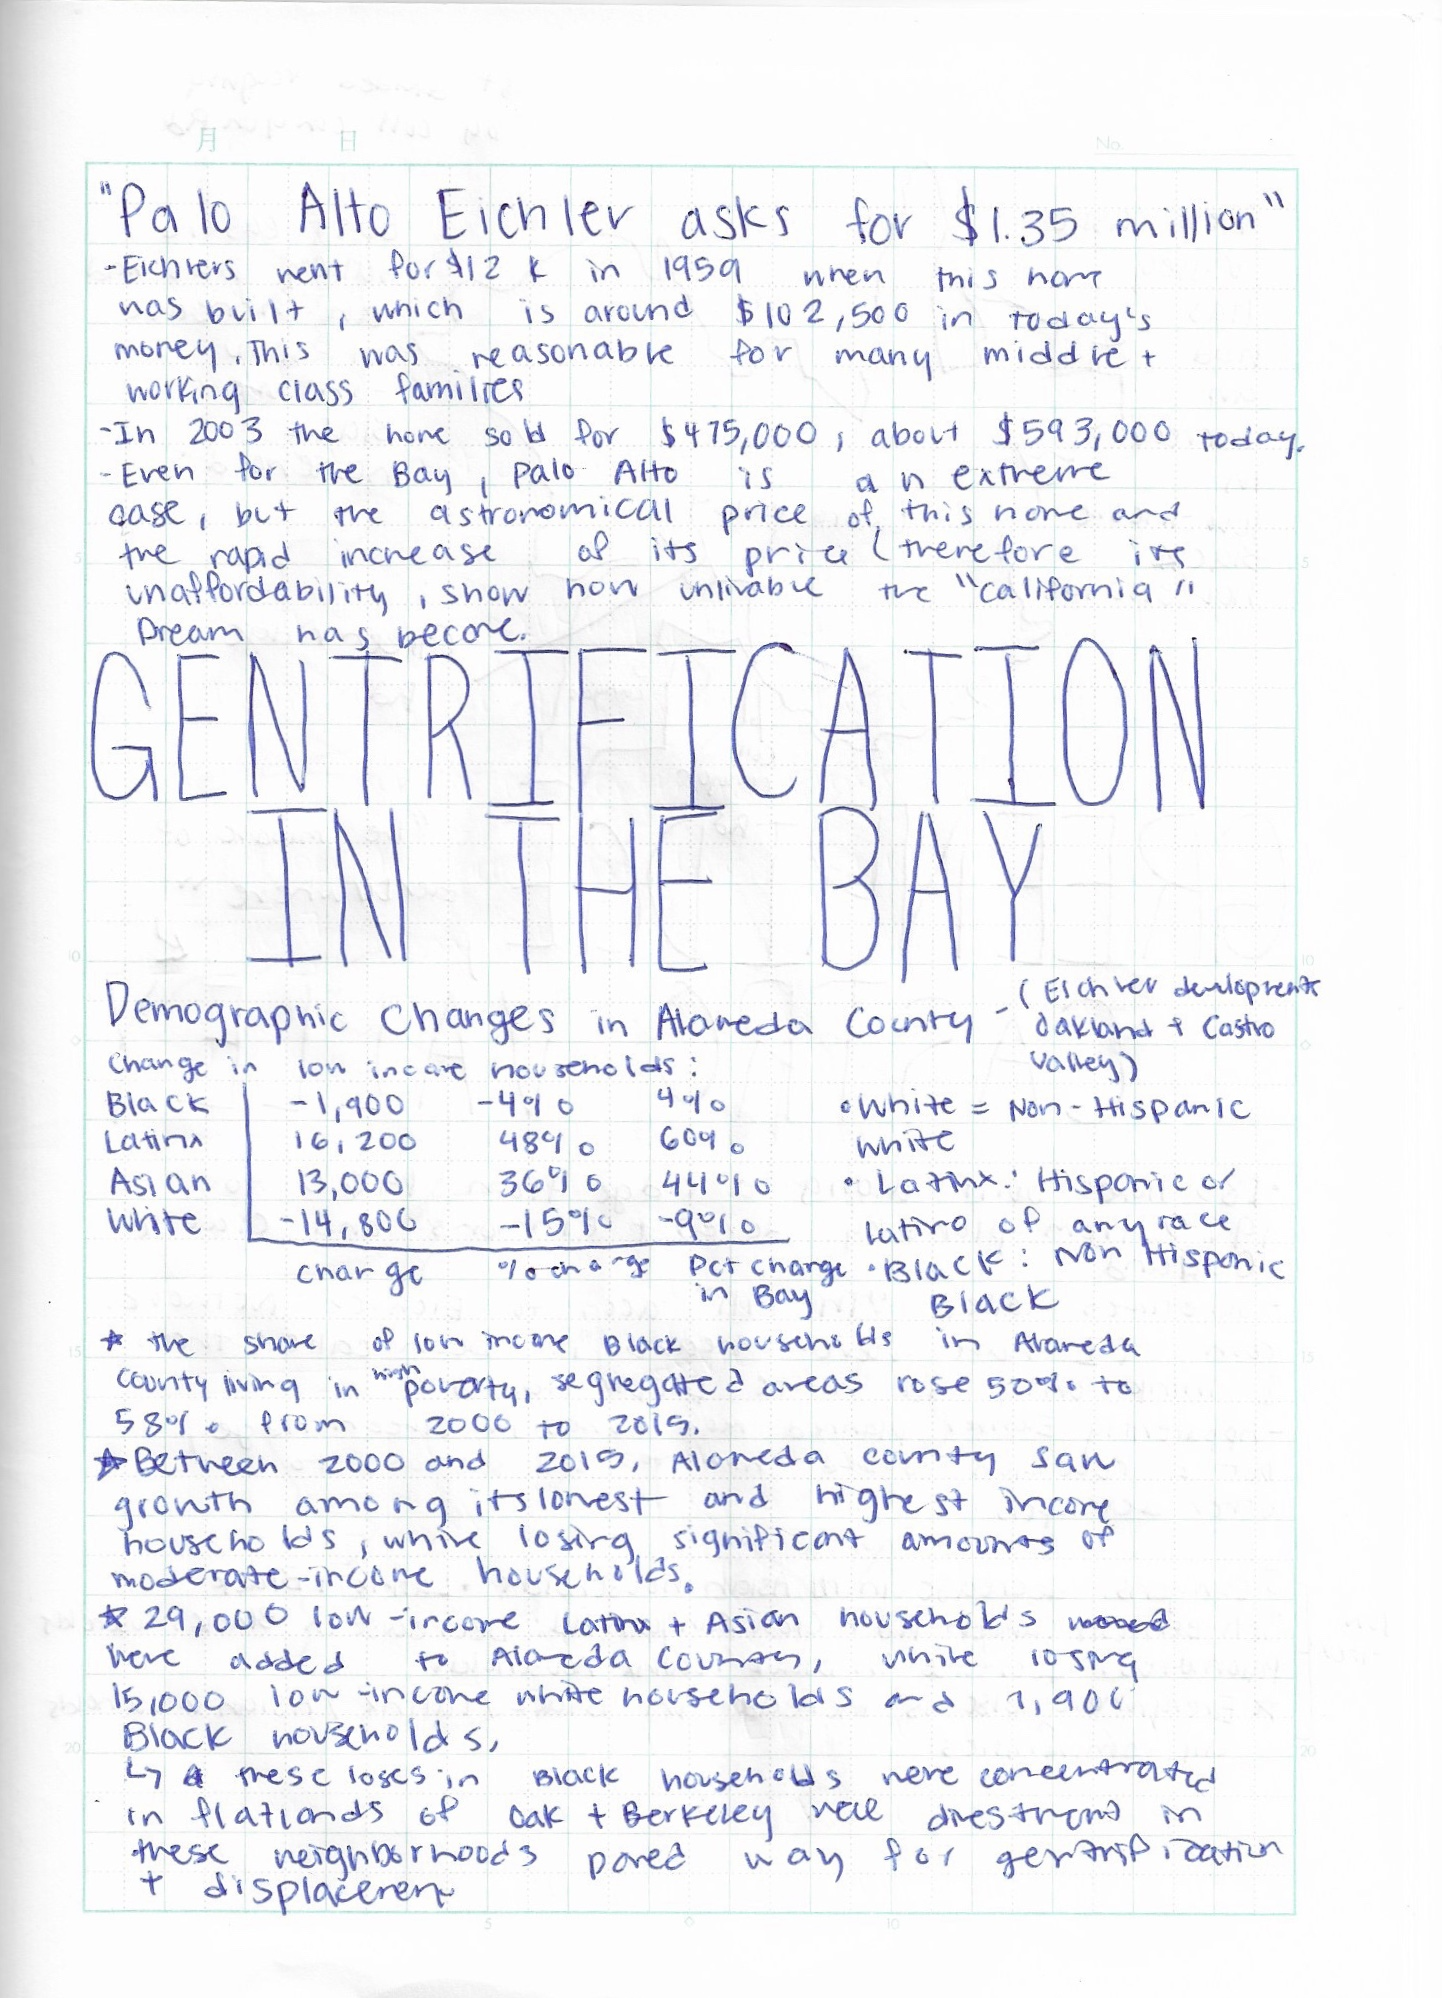 月 日 No.
"Palo Alto Eichler asks for $1.35 million"
-Eichlers went for $12 k in 1959 when this home
was built, which is around $102,500 in today's
money. This was reasonable for many middle +
working class families
-In 2003 the home sold for $475,000, about $593,000 today.
-Even for the Bay, Palo Alto is an extreme
case, but the astronomical price of this home and
the rapid increase of its price (therefore its
unaffordability, show how unlivable the "California"
Dream has become.
GENTRIFICATION
IN THE BAY
Demographic Changes in Alameda County - (Eichler developments
Oakland + Castro
Valley)
Change in low income households:
Black -1,900 -4% 4%
Latinx 16,200 48% 60%
Asian 13,000 36% 44%
White -14,800 -15% -9%
change % change Pct change
in Bay
• White = Non-Hispanic
White
• Latinx: Hispanic or
latino of any race
• Black: Non Hispanic
Black
* the share of low income Black households in Alameda
County living in high poverty, segregated areas rose 50% to
58% from 2000 to 2015.
* Between 2000 and 2015, Alameda county saw
growth among its lowest and highest income
households, while losing significant amounts of
moderate-income households.
* 29,000 low-income Latinx + Asian households
were added to Alameda County, while losing
15,000 low-income white households and 1,900
Black households,
↳ these loses in Black households were concentrated
in flatlands of Oak + Berkeley divestment in
these neighborhoods paved way for gentrification
+ displacement